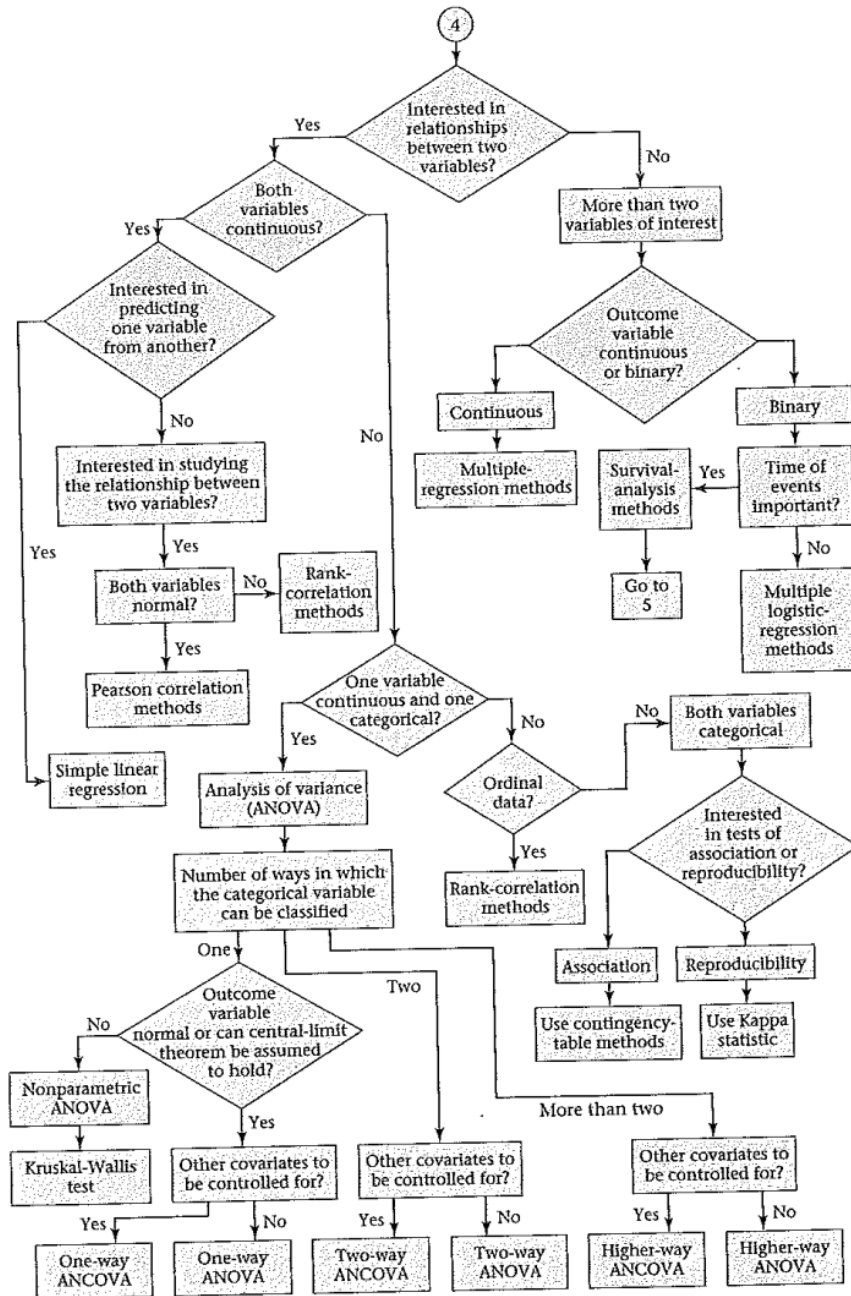 4
Interested in
relationships
between two
variables?
Yes
No
Both
variables
continuous?
More than two
variables of interest
Yes
Interested in
predicting
one variable
from another?
Outcome
variable
continuous
or binary?
No
No
Continuous
Binary
Interested in studying
the relationship between
two variables?
Multiple-
regression methods
Survival-
analysis
methods
Yes
Time of
events
important?
Yes
Yes
Both variables
normal?
No
Rank-
correlation
methods
Go to
5
No
Multiple
logistic-
regression
methods
Yes
Pearson correlation
methods
One variable
continuous and one
categorical?
No
No
Both variables
categorical
Yes
Simple linear
regression
Analysis of variance
(ANOVA)
Ordinal
data?
Interested
in tests of
association or
reproducibility?
Yes
Number of ways in which
the categorical variable
can be classified
Rank-correlation
methods
One
Two
Association
Reproducibility
Outcome
variable
normal or can central-limit
theorem be assumed
to hold?
No
Use contingency-
table methods
Use Kappa
statistic
Nonparametric
ANOVA
Yes
More than two
Kruskal-Wallis
test
Other covariates to
be controlled for?
Other covariates to
be controlled for?
Other covariates to
be controlled for?
Yes
No
Yes
No
Yes
No
One-way
ANCOVA
One-way
ANOVA
Two-way
ANCOVA
Two-way
ANOVA
Higher-way
ANCOVA
Higher-way
ANOVA